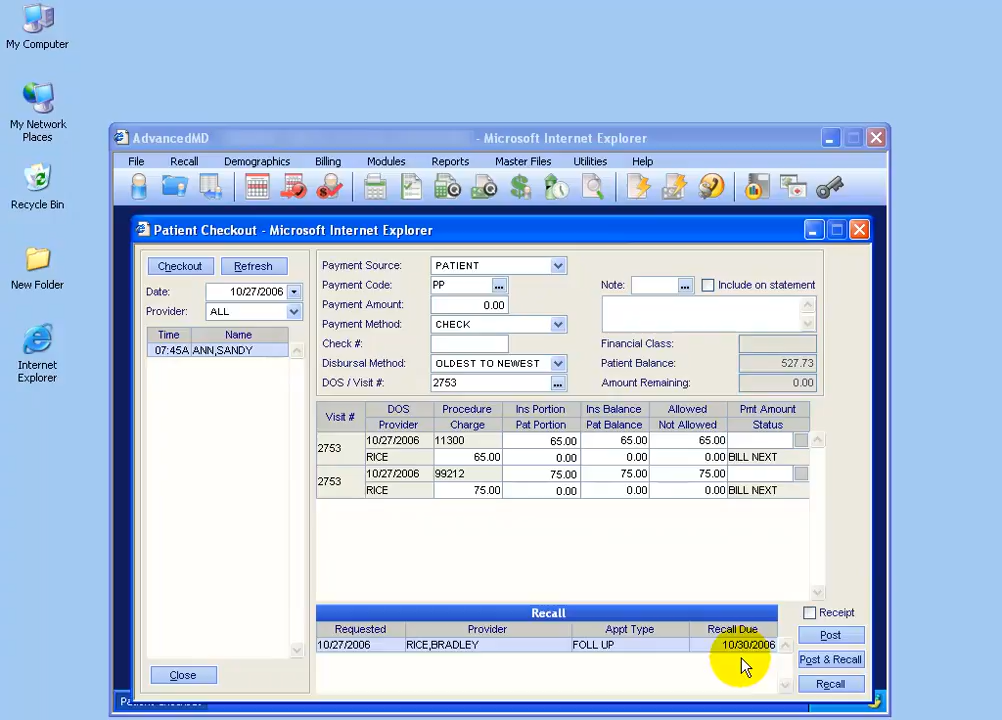 My Computer
My Network
Places
Recycle Bin
New Folder
Internet
Explorer
AdvancedMD - Microsoft Internet Explorer
File Recall Demographics Billing Modules Reports Master Files Utilities Help
Patient Checkout - Microsoft Internet Explorer
Checkout Refresh
Date: 10/27/2006
Provider: ALL
Time Name
07:45A ANN,SANDY
Close
Payment Source: PATIENT
Payment Code: PP ... Note: ... Include on statement
Payment Amount: 0.00
Payment Method: CHECK
Check #: Financial Class:
Disbursal Method: OLDEST TO NEWEST Patient Balance: 527.73
DOS / Visit #: 2753 ... Amount Remaining: 0.00
Visit # DOS Procedure Ins Portion Ins Balance Allowed Pmt Amount
Provider Charge Pat Portion Pat Balance Not Allowed Status
2753 10/27/2006 11300 65.00 65.00 65.00
RICE 65.00 0.00 0.00 0.00 BILL NEXT
2753 10/27/2006 99212 75.00 75.00 75.00
RICE 75.00 0.00 0.00 0.00 BILL NEXT
Recall
Requested Provider Appt Type Recall Due
10/27/2006 RICE,BRADLEY FOLL UP 10/30/2006
Receipt
Post
Post & Recall
Recall
Patient Checkout